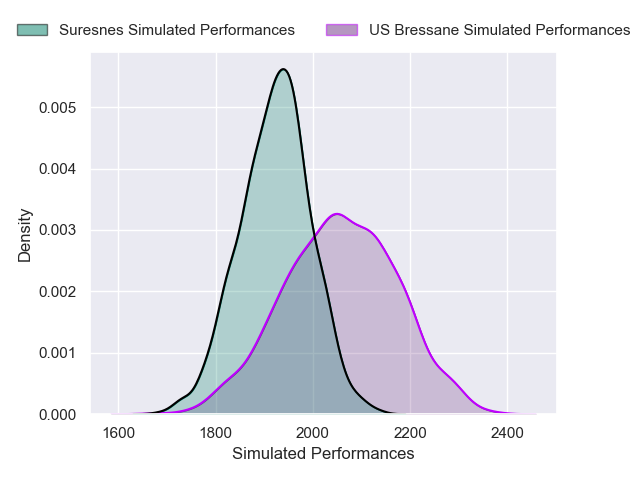 Suresnes Simulated Performances
US Bressane Simulated Performances
Density
0.005
0.004
0.003
0.002
0.001
0.000
1600
1800
2000
2200
2400
Simulated Performances